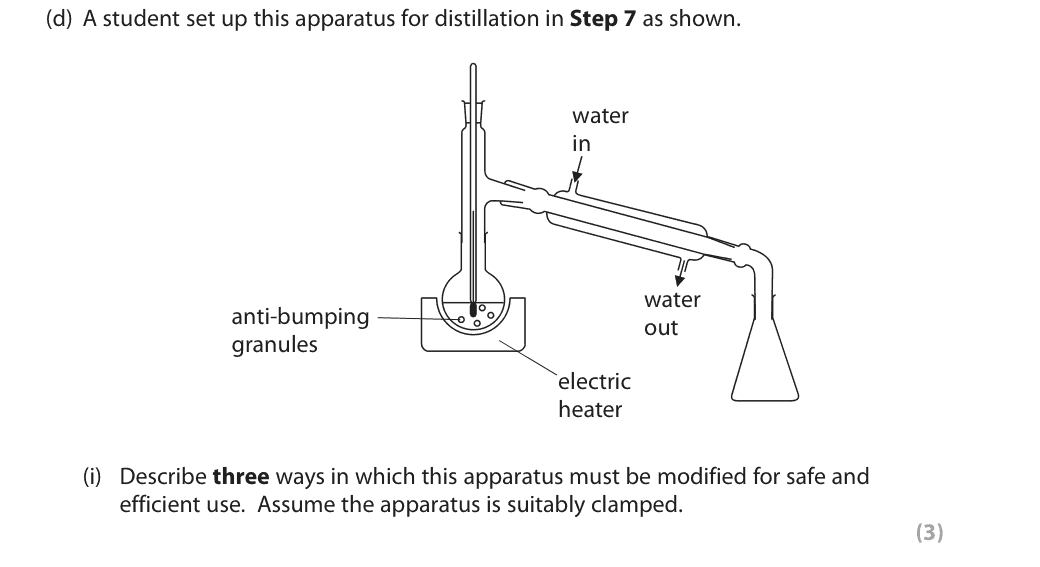 (d) A student set up this apparatus for distillation in Step 7 as shown.
water
in
water
out
anti-bumping
granules
electric
heater
(i) Describe three ways in which this apparatus must be modified for safe and
efficient use. Assume the apparatus is suitably clamped.
(3)